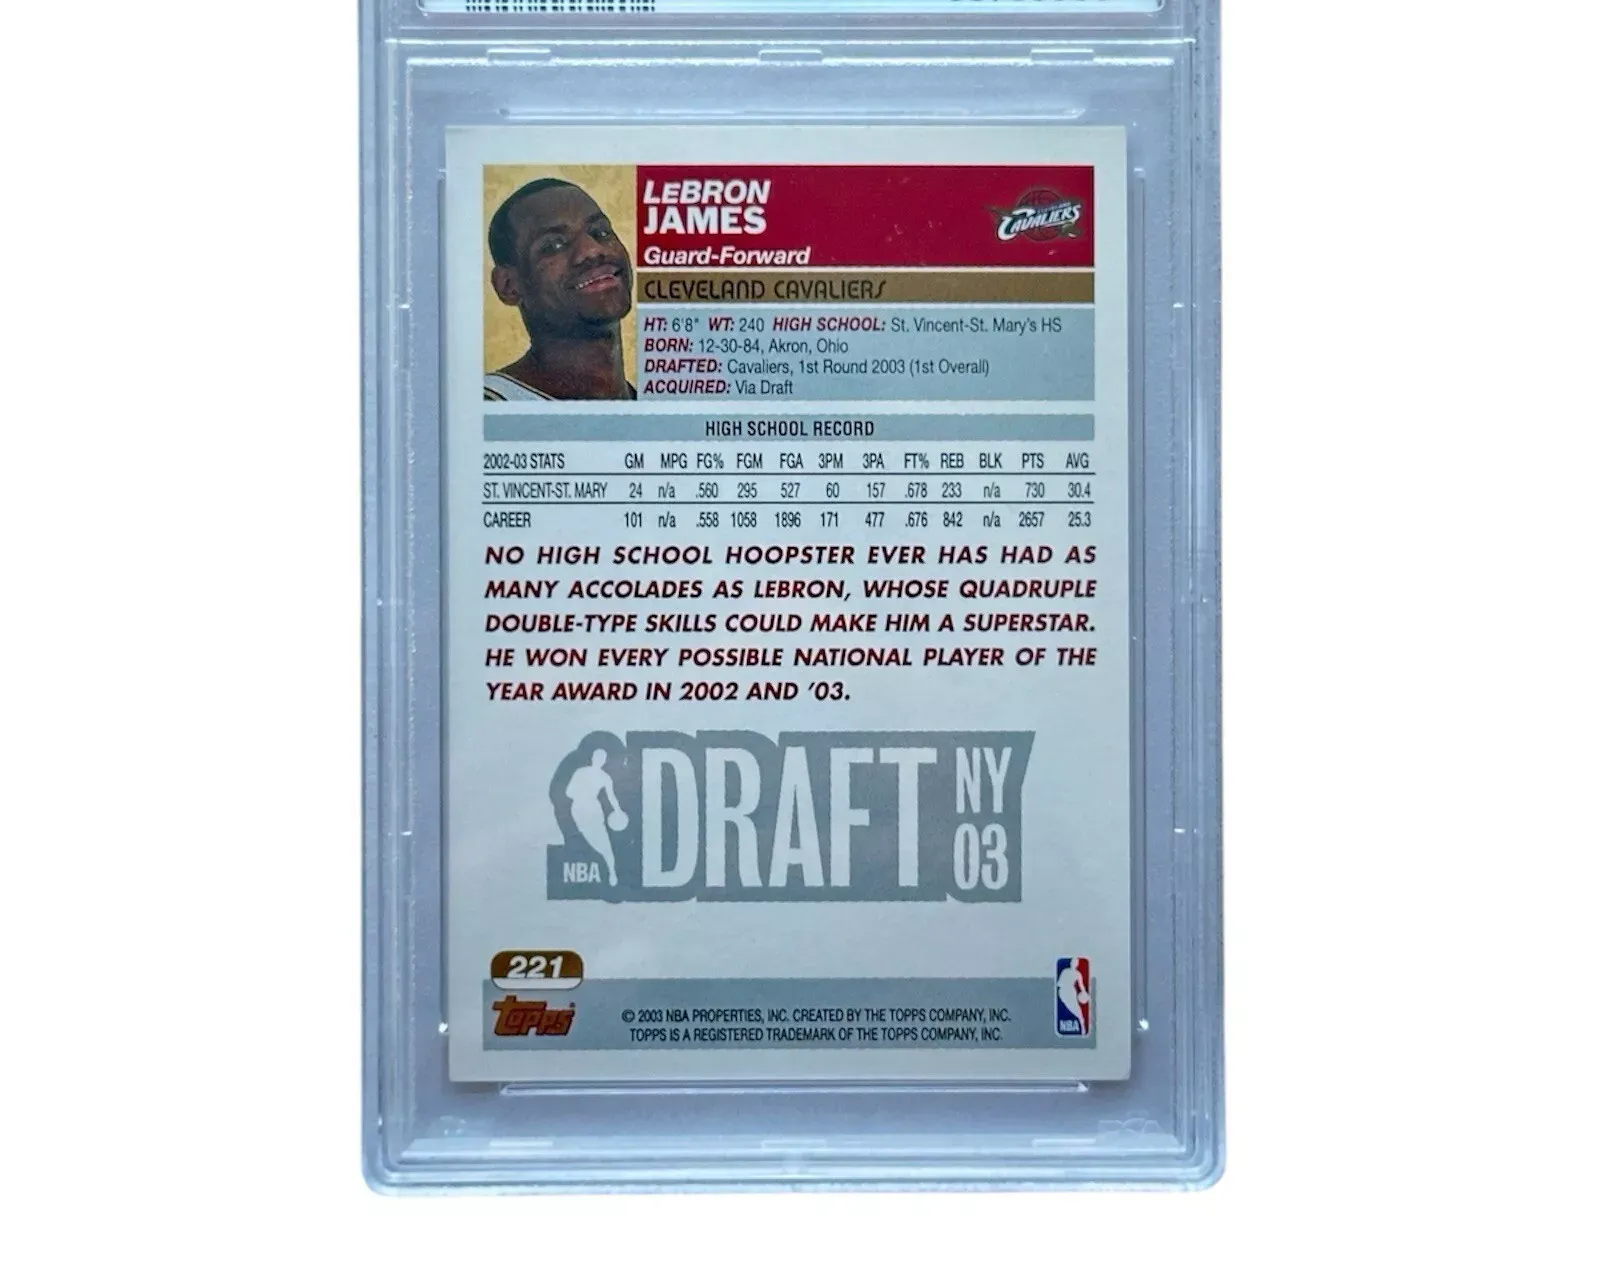 LeBRON
JAMES
Guard-Forward
CAVALIERS
CLEVELAND CAVALIERS
HT: 6'8" WT: 240 HIGH SCHOOL: St. Vincent-St. Mary's HS
BORN: 12-30-84, Akron, Ohio
DRAFTED: Cavaliers, 1st Round 2003 (1st Overall)
ACQUIRED: Via Draft
HIGH SCHOOL RECORD
2002-03 STATS GM MPG FG% FGM FGA 3PM 3PA FT% REB BLK PTS AVG
ST. VINCENT-ST. MARY 24 n/a .560 295 527 60 157 .678 233 n/a 730 30.4
CAREER 101 n/a .558 1058 1896 171 477 .676 842 n/a 2657 25.3
NO HIGH SCHOOL HOOPSTER EVER HAS HAD AS
MANY ACCOLADES AS LEBRON, WHOSE QUADRUPLE
DOUBLE-TYPE SKILLS COULD MAKE HIM A SUPERSTAR.
HE WON EVERY POSSIBLE NATIONAL PLAYER OF THE
YEAR AWARD IN 2002 AND '03.
NBA DRAFT NY 03
221
TOPPS
© 2003 NBA PROPERTIES, INC. CREATED BY THE TOPPS COMPANY, INC.
TOPPS IS A REGISTERED TRADEMARK OF THE TOPPS COMPANY, INC.
NBA
PSA